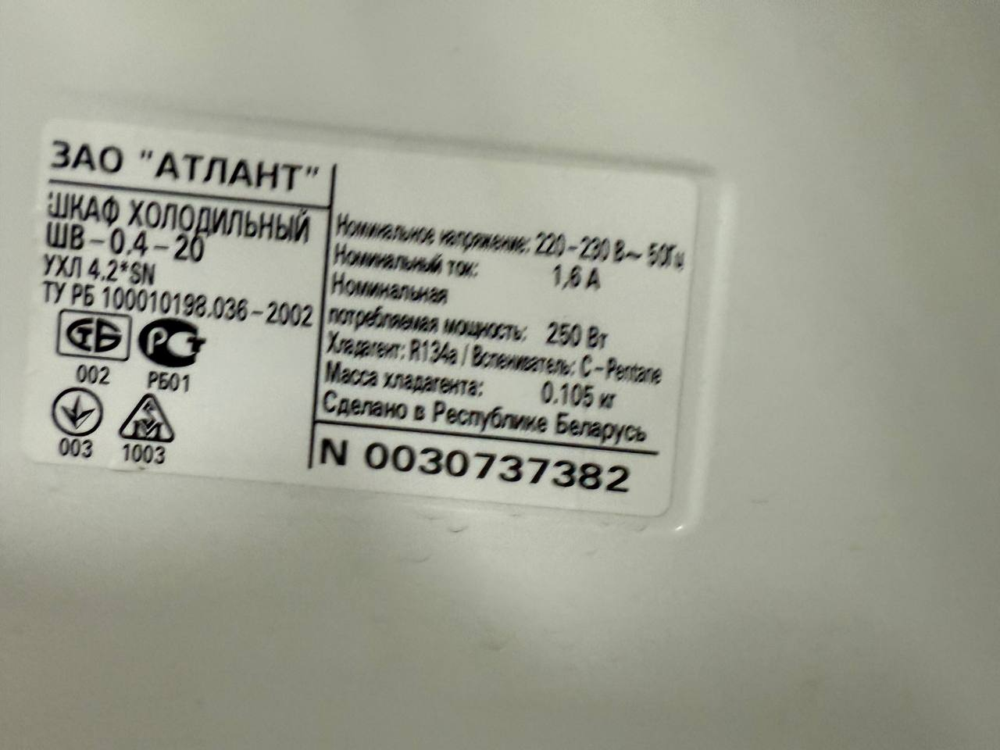 ЗАО "АТЛАНТ"
ШКАФ ХОЛОДИЛЬНЫЙ
ШВ-0,4-20
УХЛ 4.2*SN
ТУ РБ 100010198.036-2002
СТБ
РСТ
002
РБ01
003
1003
Номинальное напряжение: 220-230 В~ 50Гц
Номинальный ток: 1,6 А
Номинальная
потребляемая мощность: 250 Вт
Хладагент: R134a / Вспениватель: C-Pentane
Масса хладагента: 0,105 кг
Сделано в Республике Беларусь
N 0030737382